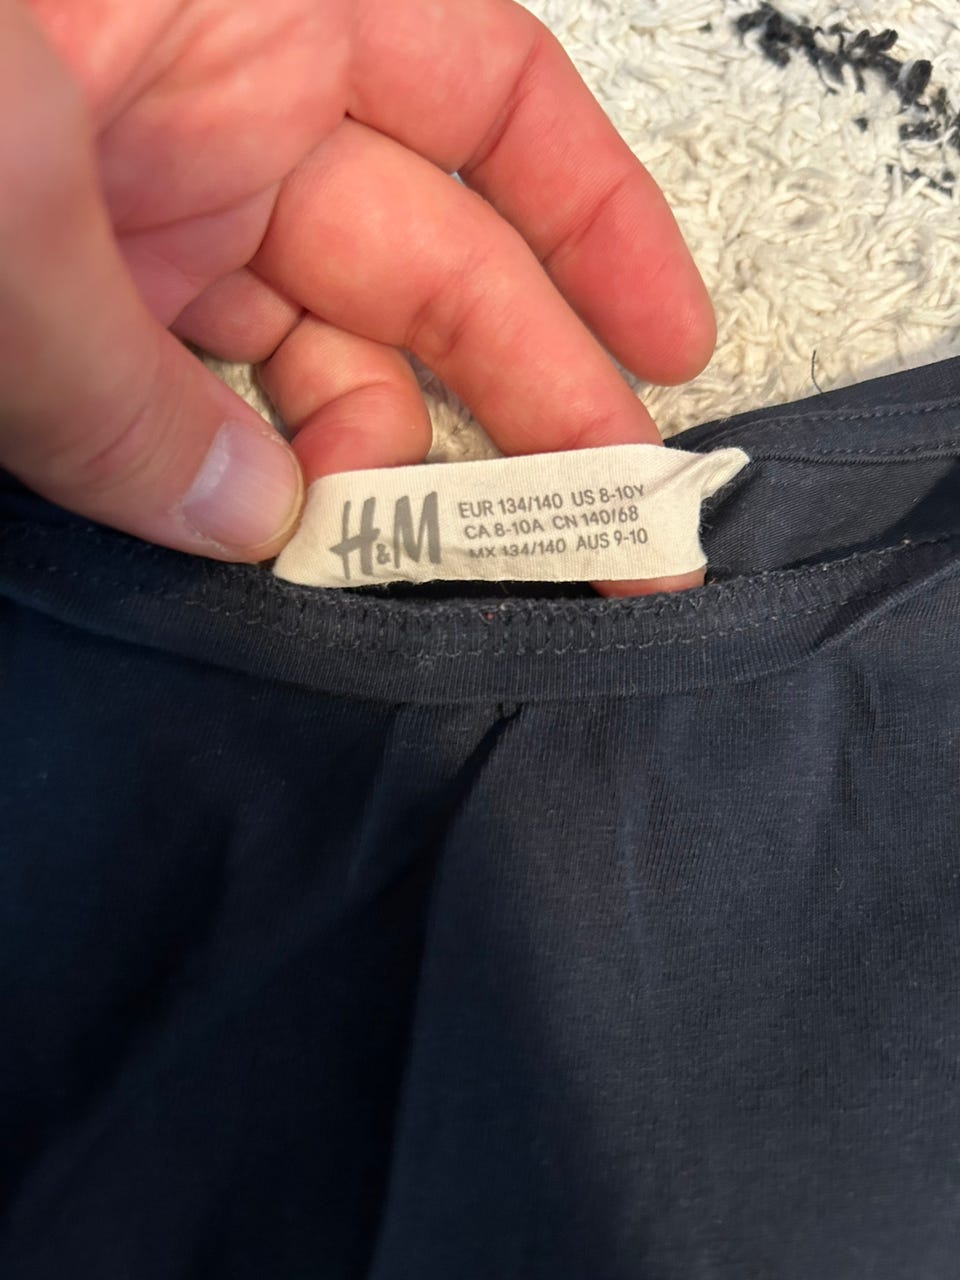 H&M
EUR 134/140 US 8-10Y
CA 8-10A CN 140/68
MX 134/140 AUS 9-10